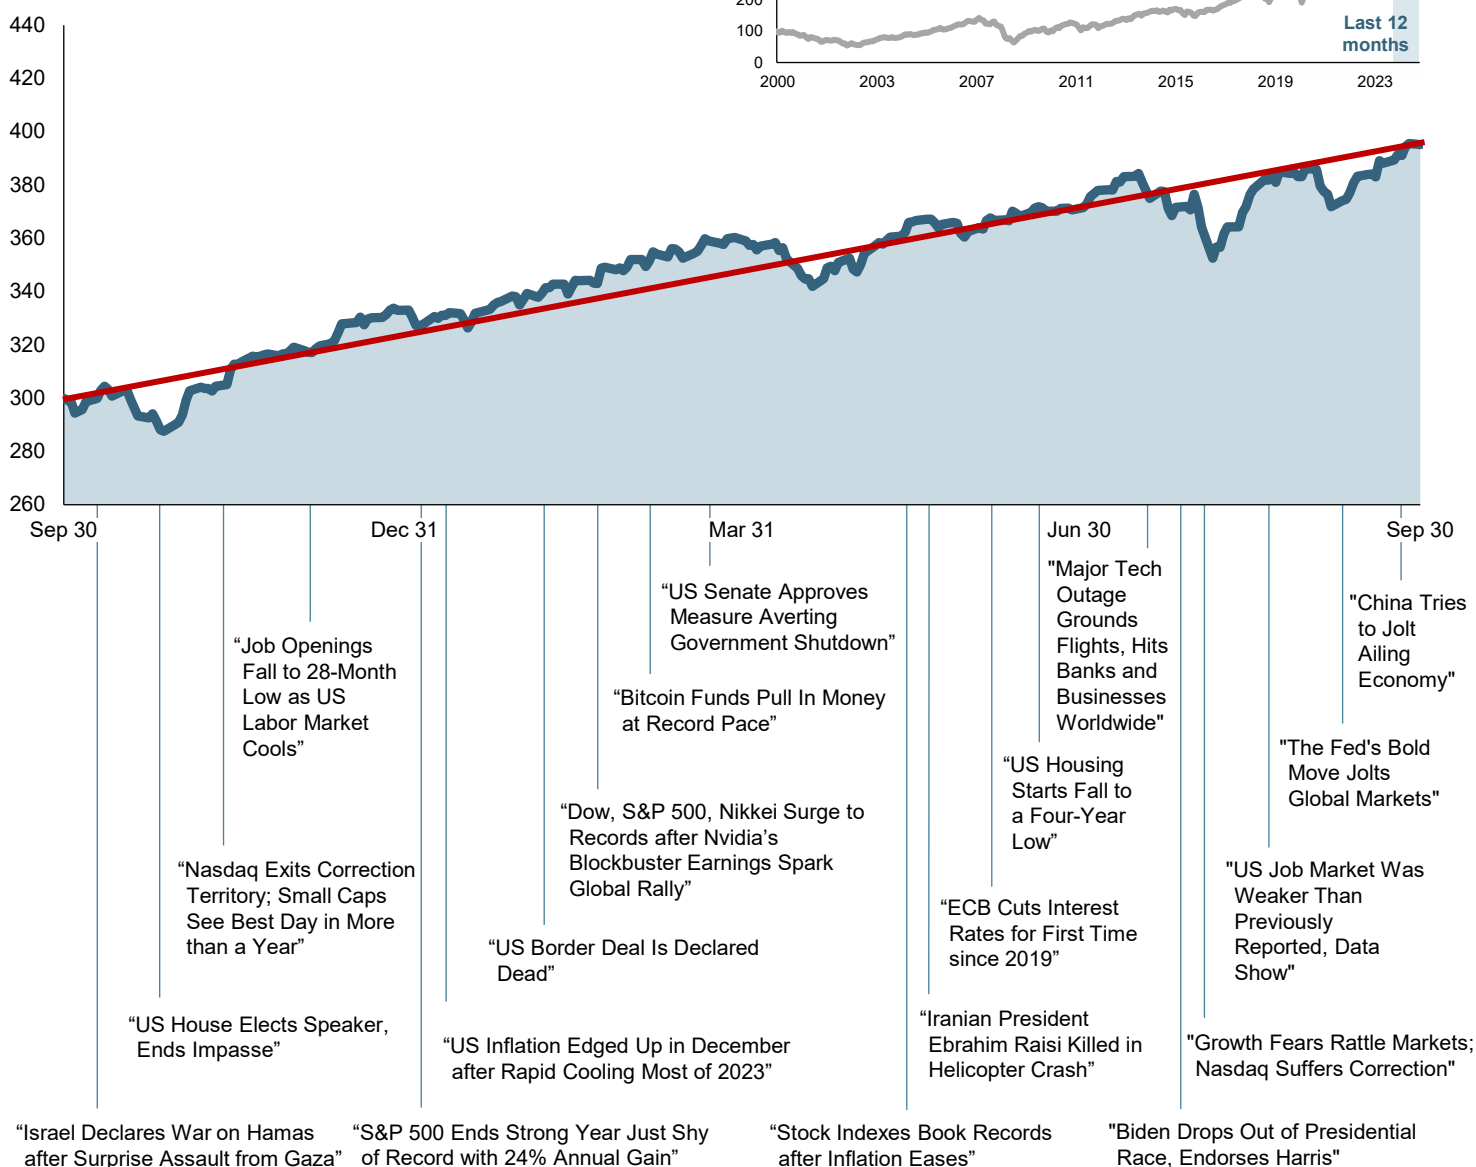 200
100
0
Last 12
months
2000 2003 2007 2011 2015 2019 2023
440
420
400
380
360
340
320
300
280
260
Sep 30 Dec 31 Mar 31 Jun 30 Sep 30
"Major Tech
Outage
Grounds
Flights, Hits
Banks and
Businesses
Worldwide"
“US Senate Approves
Measure Averting
Government Shutdown”
"China Tries
to Jolt
Ailing
Economy"
“Job Openings
Fall to 28-Month
Low as US
Labor Market
Cools”
“Bitcoin Funds Pull In Money
at Record Pace”
"The Fed's Bold
Move Jolts
Global Markets"
“US Housing
Starts Fall to
a Four-Year
Low”
“Dow, S&P 500, Nikkei Surge to
Records after Nvidia’s
Blockbuster Earnings Spark
Global Rally”
“Nasdaq Exits Correction
Territory; Small Caps
See Best Day in More
than a Year”
"US Job Market Was
Weaker Than
Previously
Reported, Data
Show"
“ECB Cuts Interest
Rates for First Time
since 2019”
“US Border Deal Is Declared
Dead”
“US House Elects Speaker,
Ends Impasse”
“US Inflation Edged Up in December
after Rapid Cooling Most of 2023”
“Iranian President
Ebrahim Raisi Killed in
Helicopter Crash”
"Growth Fears Rattle Markets;
Nasdaq Suffers Correction"
“Israel Declares War on Hamas
after Surprise Assault from Gaza”
“S&P 500 Ends Strong Year Just Shy
of Record with 24% Annual Gain”
“Stock Indexes Book Records
after Inflation Eases”
"Biden Drops Out of Presidential
Race, Endorses Harris"